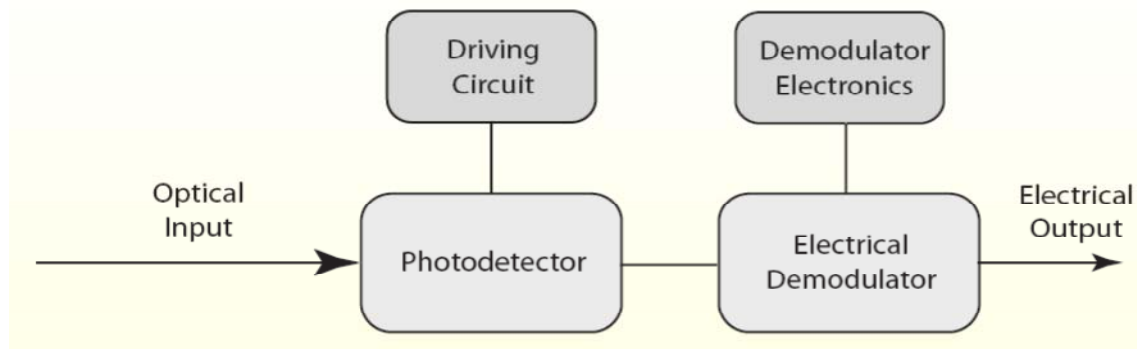 Driving
Circuit
Demodulator
Electronics
Optical
Input
Photodetector
Electrical
Demodulator
Electrical
Output